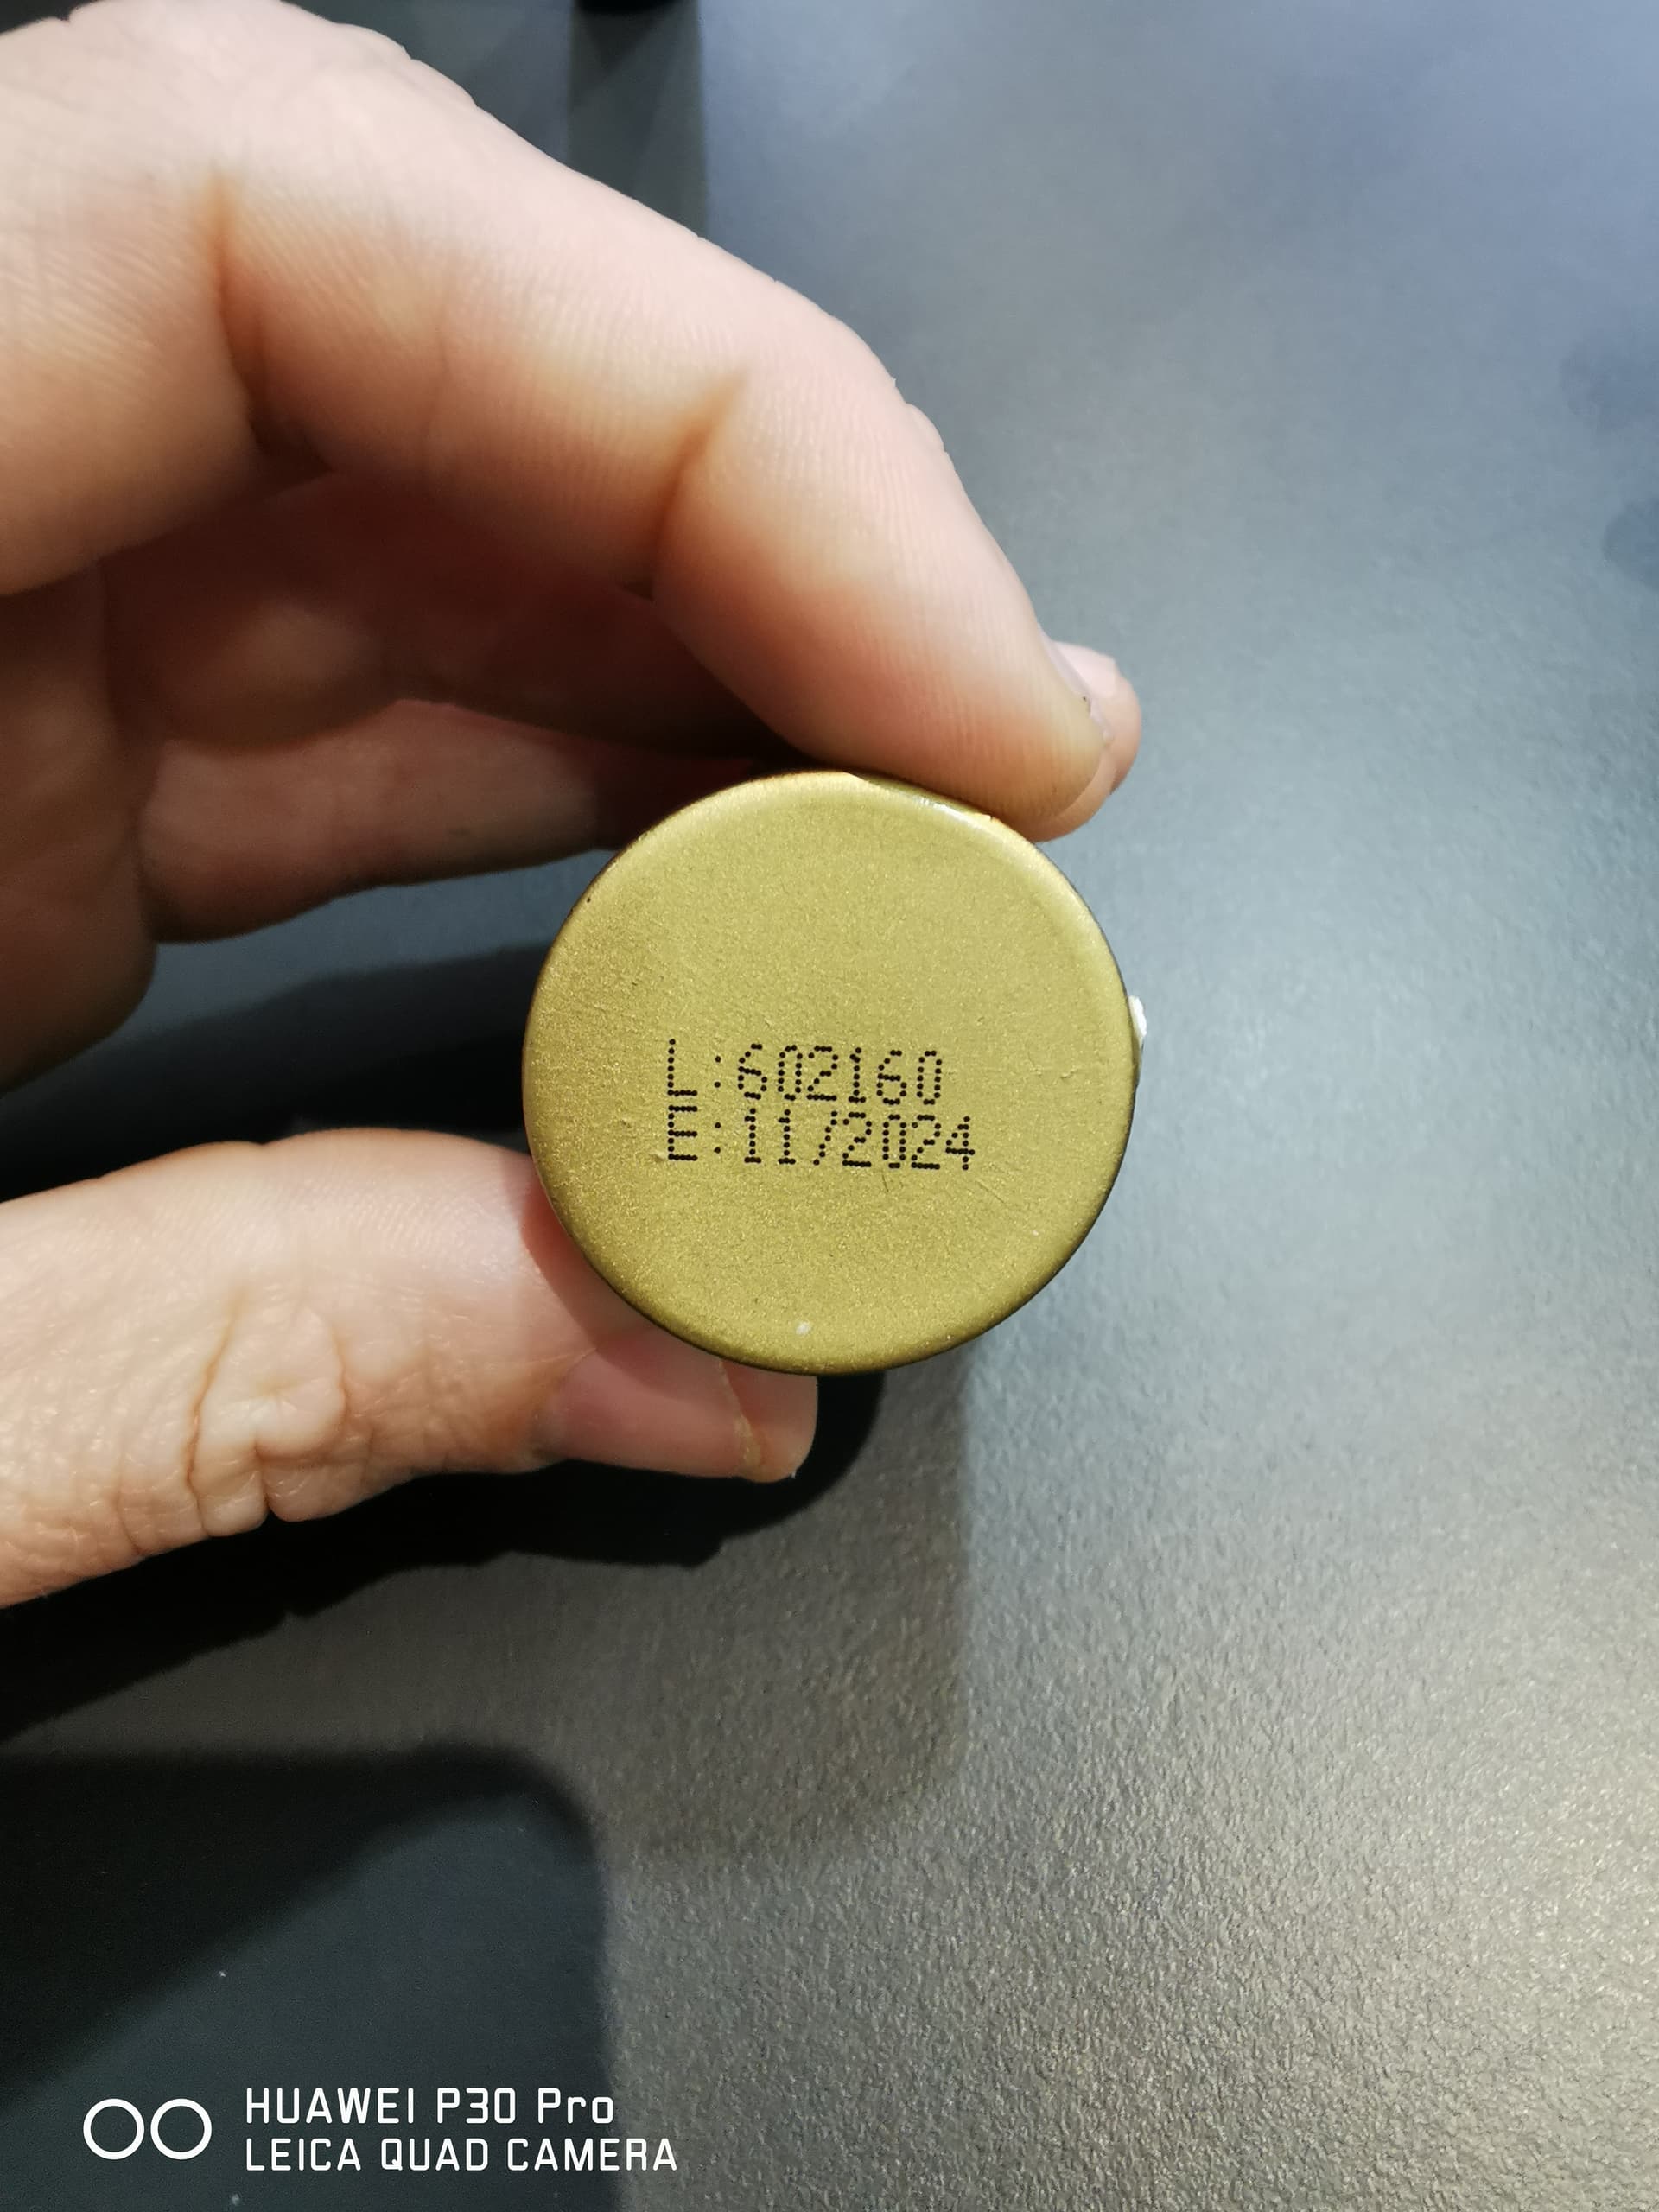 L:602160
E:11/2024
HUAWEI P30 Pro
LEICA QUAD CAMERA